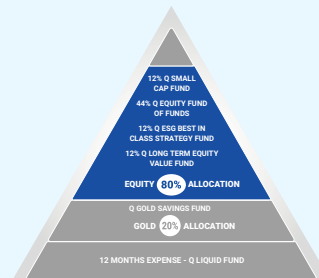 12% Q SMALL
CAP FUND
44% Q EQUITY FUND
OF FUNDS
12% Q ESG BEST IN
CLASS STRATEGY FUND
12% Q LONG TERM EQUITY
VALUE FUND
EQUITY 80% ALLOCATION
Q GOLD SAVINGS FUND
GOLD 20% ALLOCATION
12 MONTHS EXPENSE - Q LIQUID FUND